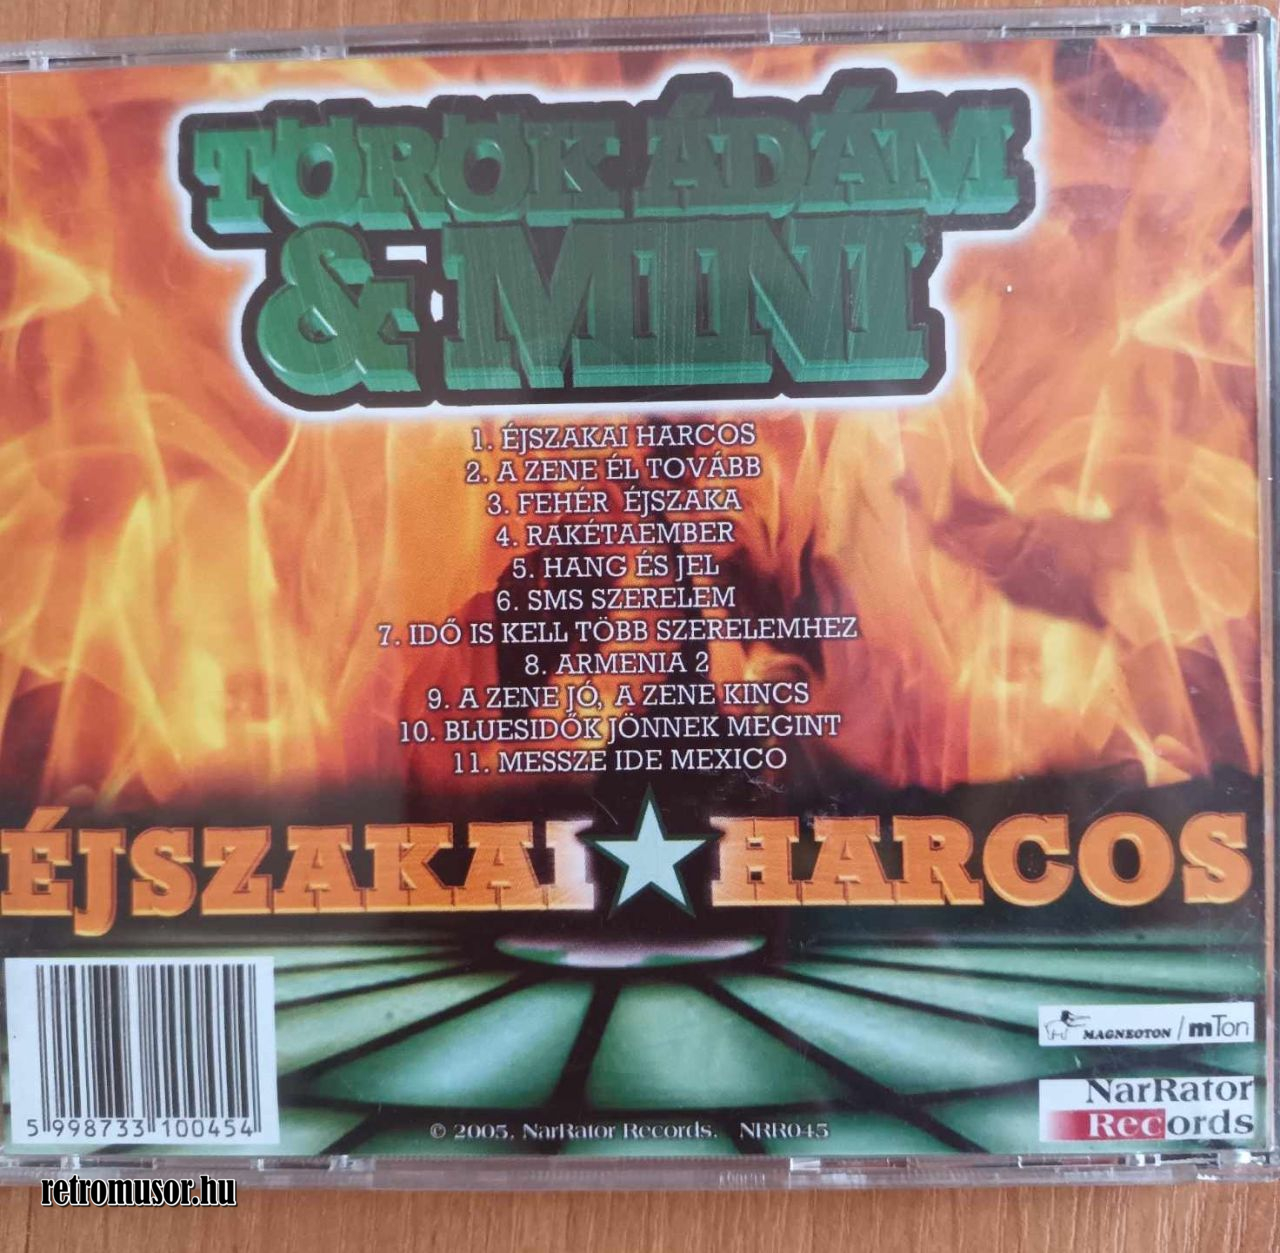 TÖRÖK ÁDÁM
& MINI
1. ÉJSZAKAI HARCOS
2. A ZENE ÉL TOVÁBB
3. FEHÉR ÉJSZAKA
4. RAKÉTAEMBER
5. HANG ÉS JEL
6. SMS SZERELEM
7. IDŐ IS KELL TÖBB SZERELEMHEZ
8. ARMENIA 2
9. A ZENE JÓ, A ZENE KINCS
10. BLUESIDŐK JÖNNEK MEGINT
11. MESSZE IDE MEXICO
ÉJSZAKAI HARCOS
MAGNEOTON / mTon
NarRator
Records
5 998733 100454
© 2005. NarRator Records. NRR045
retromusor.hu